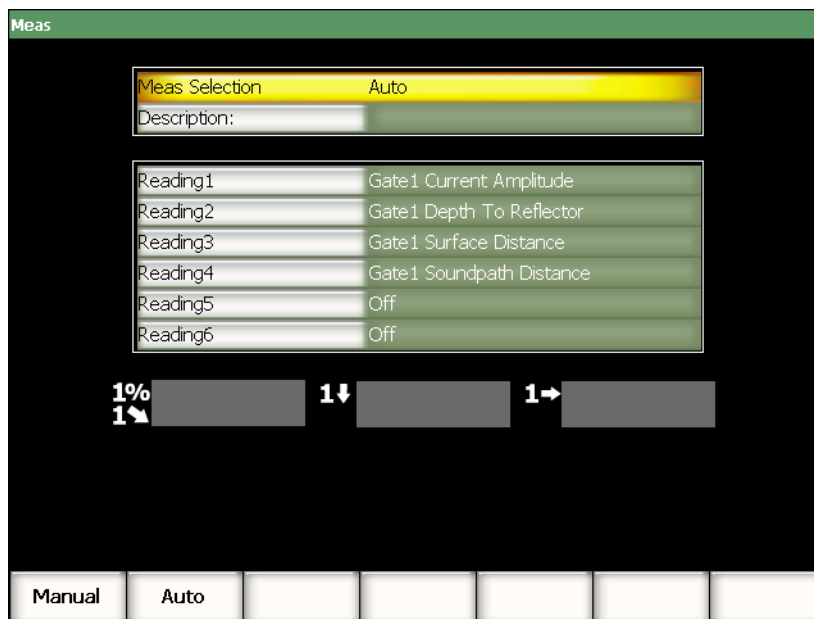 Meas
Meas Selection Auto
Description:
Reading1 Gate1 Current Amplitude
Reading2 Gate1 Depth To Reflector
Reading3 Gate1 Surface Distance
Reading4 Gate1 Soundpath Distance
Reading5 Off
Reading6 Off
1% 1⬇ 1➡
1⬊
Manual Auto